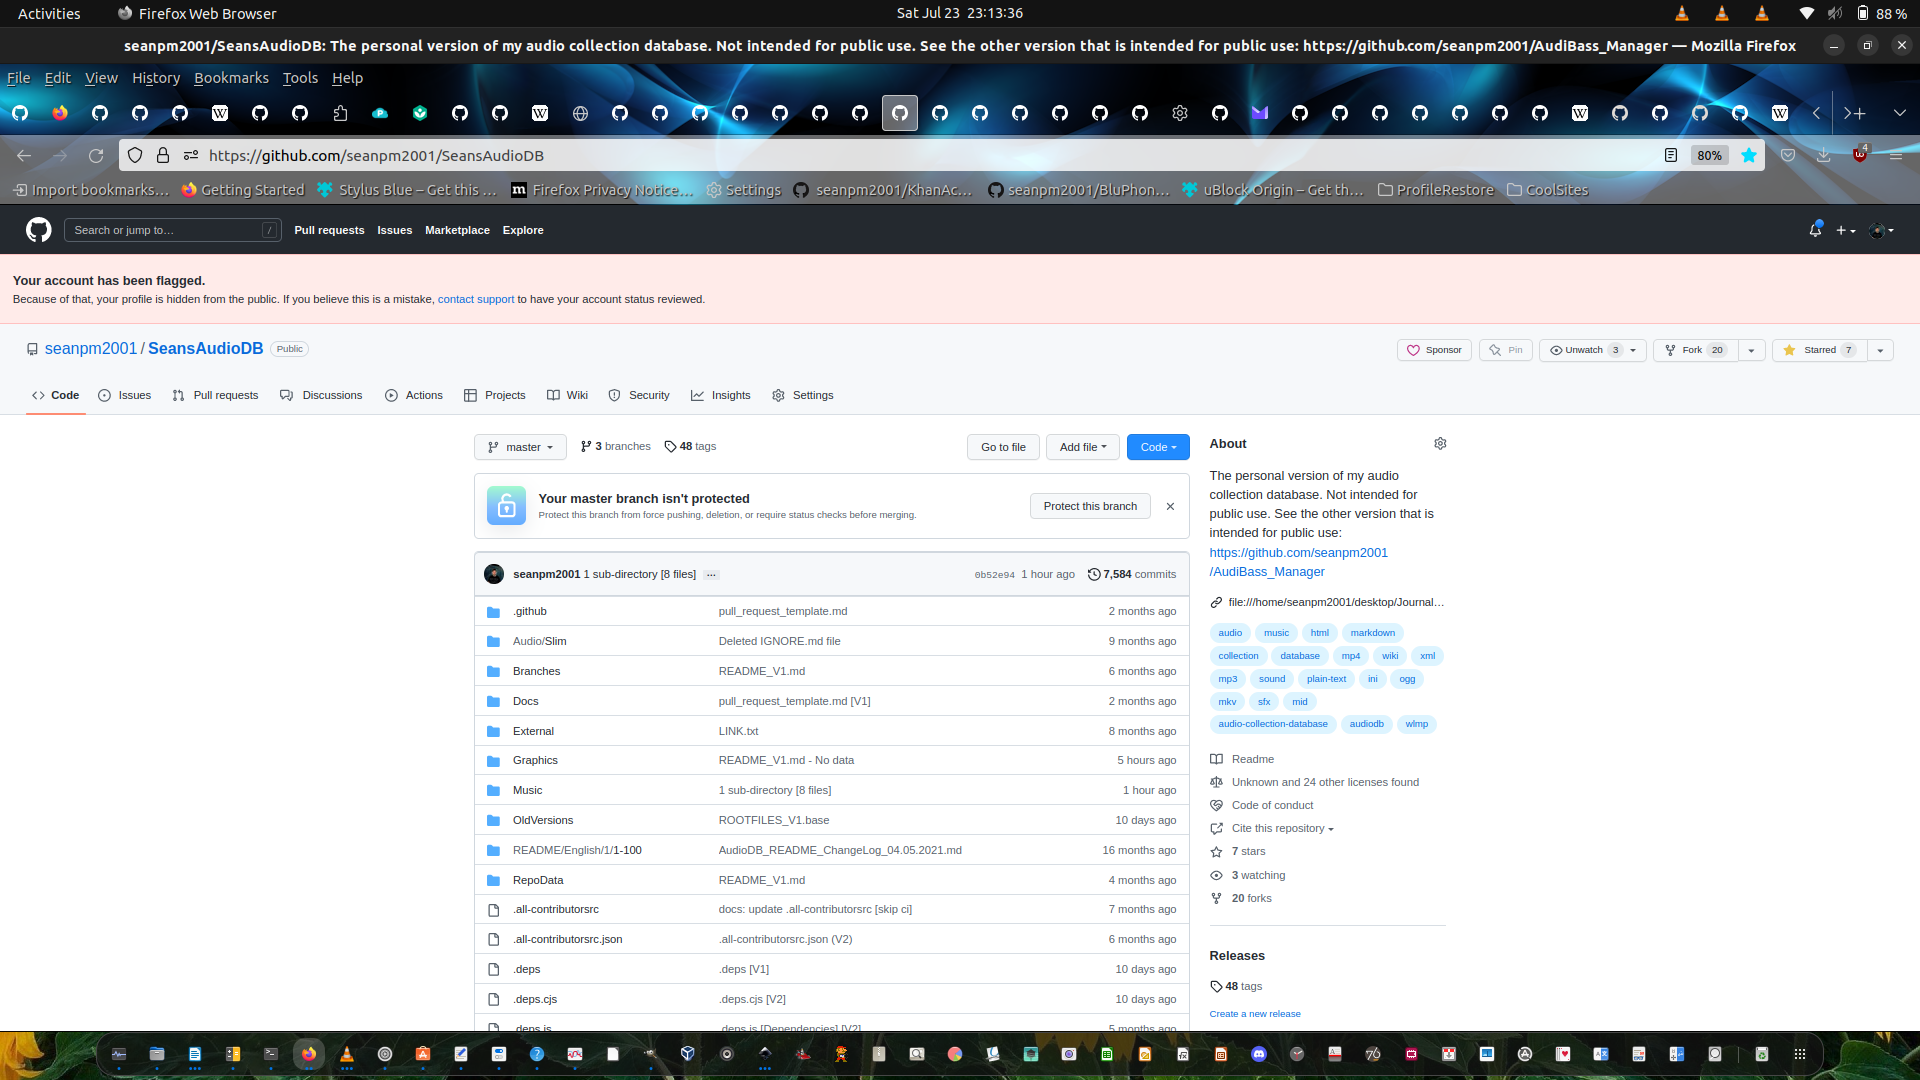 Activities
Firefox Web Browser
Sat Jul 23  23:13:36
88 %
seanpm2001/SeansAudioDB: The personal version of my audio collection database. Not intended for public use. See the other version that is intended for public use: https://github.com/seanpm2001/AudiBass_Manager — Mozilla Firefox
File Edit View History Bookmarks Tools Help
https://github.com/seanpm2001/SeansAudioDB
80%
4
Import bookmarks… Getting Started Stylus Blue – Get this … Firefox Privacy Notice… Settings seanpm2001/KhanAc… seanpm2001/BluPhon… uBlock Origin – Get th… ProfileRestore CoolSites
Search or jump to… /
Pull requests Issues Marketplace Explore
Your account has been flagged.
Because of that, your profile is hidden from the public. If you believe this is a mistake, contact support to have your account status reviewed.
seanpm2001 / SeansAudioDB Public
Sponsor Pin Unwatch 3 Fork 20 Starred 7
Code Issues Pull requests Discussions Actions Projects Wiki Security Insights Settings
master 3 branches 48 tags
Go to file Add file Code
Your master branch isn't protected
Protect this branch from force pushing, deletion, or require status checks before merging.
Protect this branch
seanpm2001 1 sub-directory [8 files] … 0b52e94 1 hour ago 7,584 commits
.github pull_request_template.md 2 months ago
Audio/Slim Deleted IGNORE.md file 9 months ago
Branches README_V1.md 6 months ago
Docs pull_request_template.md [V1] 2 months ago
External LINK.txt 8 months ago
Graphics README_V1.md - No data 5 hours ago
Music 1 sub-directory [8 files] 1 hour ago
OldVersions ROOTFILES_V1.base 10 days ago
README/English/1/1-100 AudioDB_README_ChangeLog_04.05.2021.md 16 months ago
RepoData README_V1.md 4 months ago
.all-contributorsrc docs: update .all-contributorsrc [skip ci] 7 months ago
.all-contributorsrc.json .all-contributorsrc.json (V2) 6 months ago
.deps .deps [V1] 10 days ago
.deps.cjs .deps.cjs [V2] 10 days ago
.deps.js .deps.js [Dependencies] [V2] 5 months ago
About
The personal version of my audio
collection database. Not intended for
public use. See the other version that is
intended for public use:
https://github.com/seanpm2001
/AudiBass_Manager
file:///home/seanpm2001/desktop/Journal…
audio music html markdown
collection database mp4 wiki xml
mp3 sound plain-text ini ogg
mkv sfx mid
audio-collection-database audiodb wlmp
Readme
Unknown and 24 other licenses found
Code of conduct
Cite this repository
7 stars
3 watching
20 forks
Releases
48 tags
Create a new release